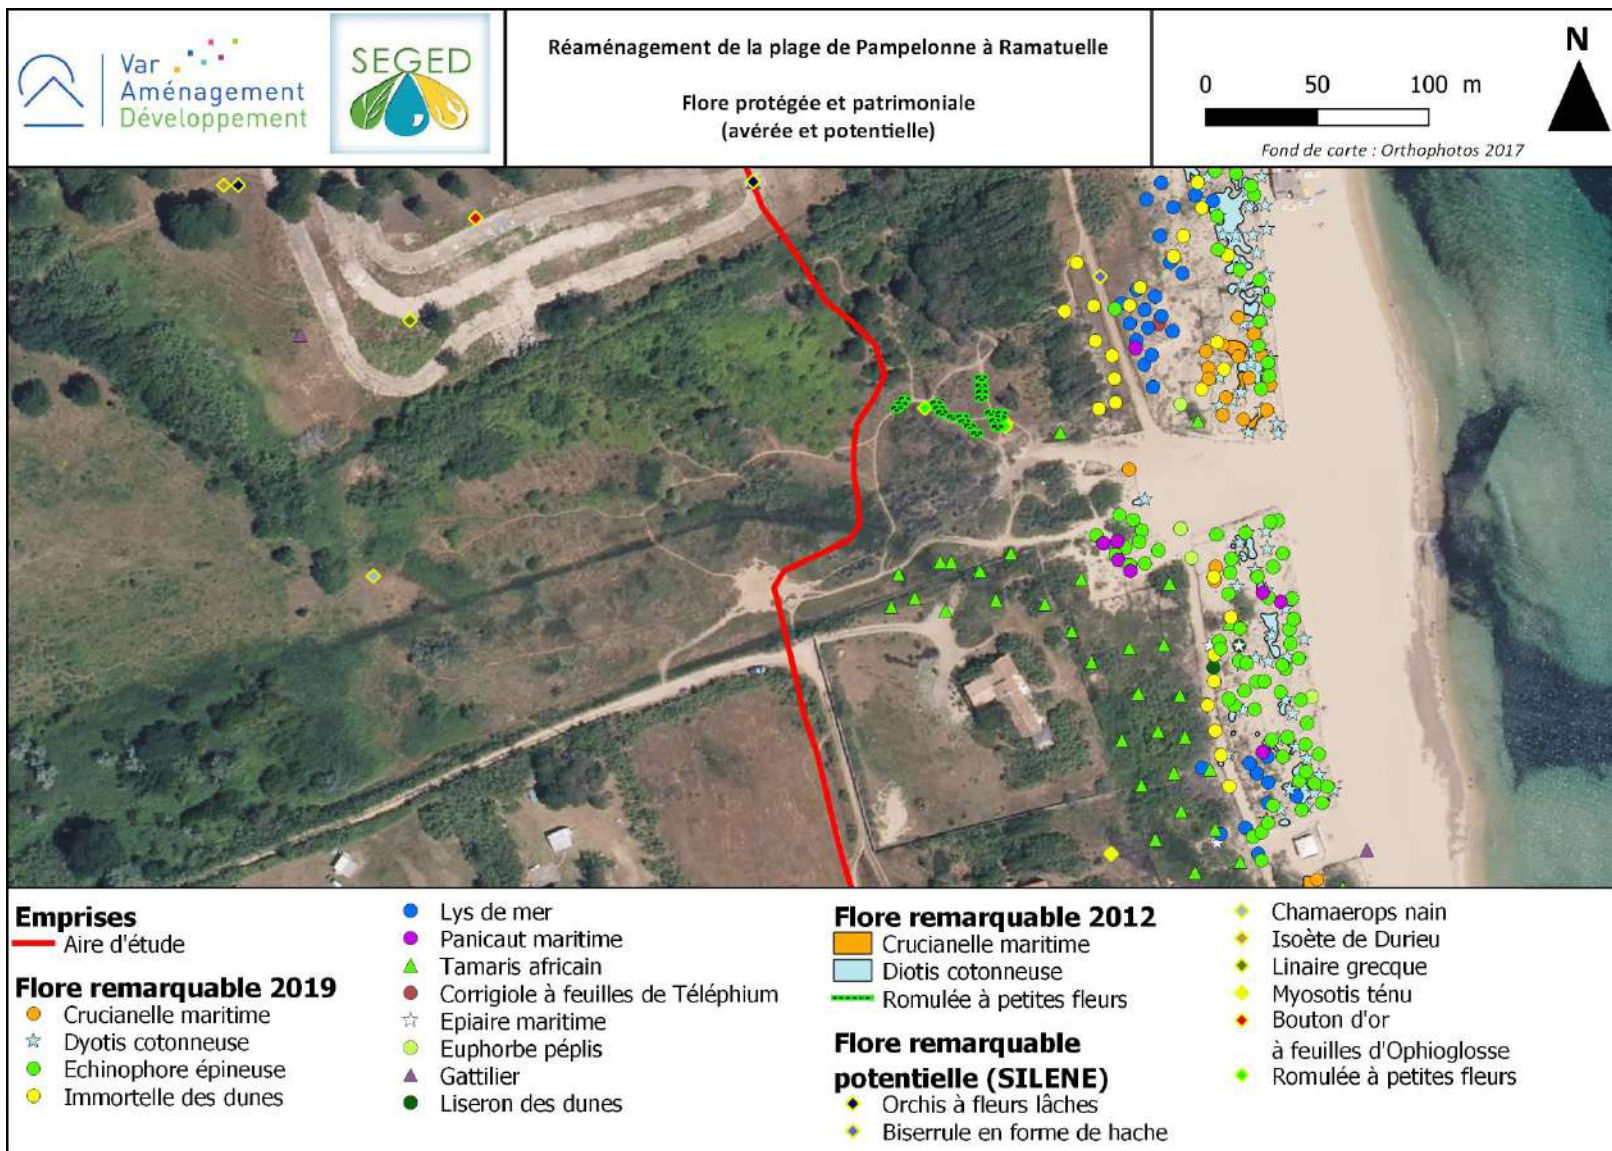 Var
Aménagement
Développement
SEGED
Réaménagement de la plage de Pampelonne à Ramatuelle
Flore protégée et patrimoniale
(avérée et potentielle)
0 50 100 m
N
Fond de carte : Orthophotos 2017
Emprises
Aire d'étude
Flore remarquable 2019
Crucianelle maritime
Dyotis cotonneuse
Echinophore épineuse
Immortelle des dunes
Lys de mer
Panicaut maritime
Tamaris africain
Corrigiole à feuilles de Téléphium
Epiaire maritime
Euphorbe péplis
Gattilier
Liseron des dunes
Flore remarquable 2012
Crucianelle maritime
Diotis cotonneuse
Romulée à petites fleurs
Flore remarquable
potentielle (SILENE)
Orchis à fleurs lâches
Biserrule en forme de hache
Chamaerops nain
Isoète de Durieu
Linaire grecque
Myosotis ténu
Bouton d'or
à feuilles d'Ophioglosse
Romulée à petites fleurs